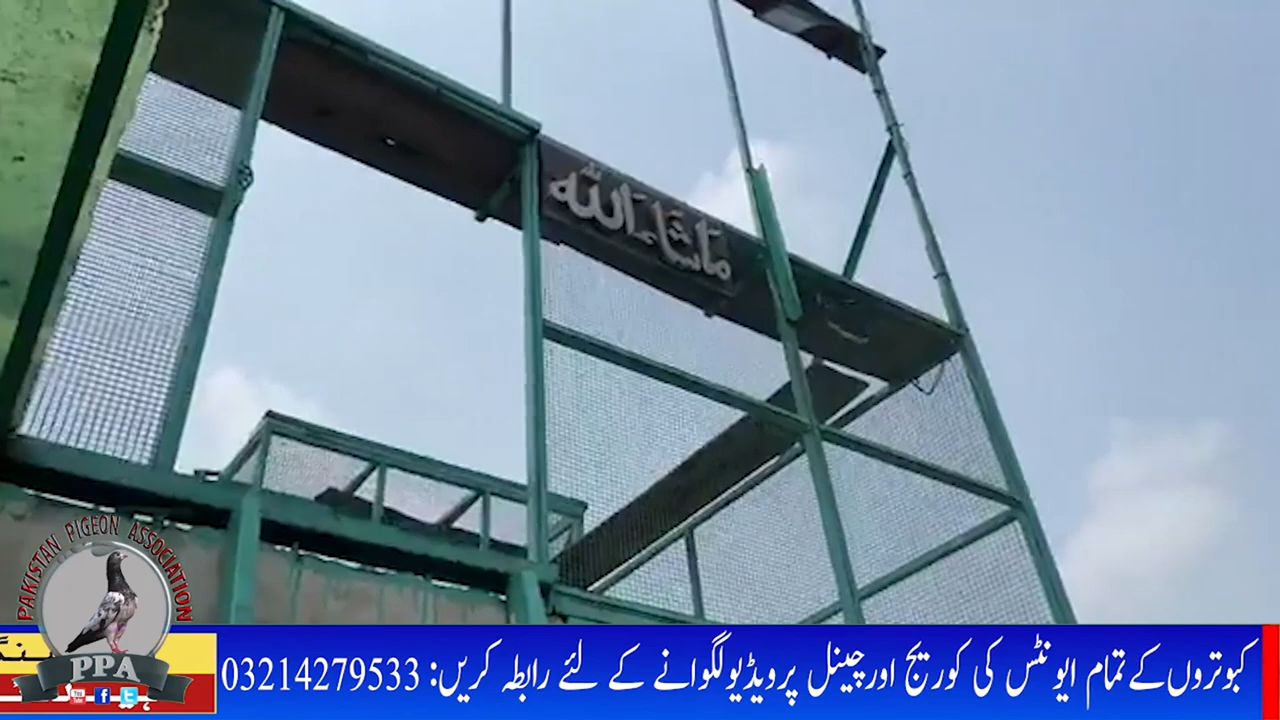 ماشاءالله
PAKISTAN PIGEON ASSOCIATION
PPA
کبوتروں کے تمام ایونٹس کی کوریج اور چینل پر ویڈیو لگوانے کے لئے رابطہ کریں: 03214279533